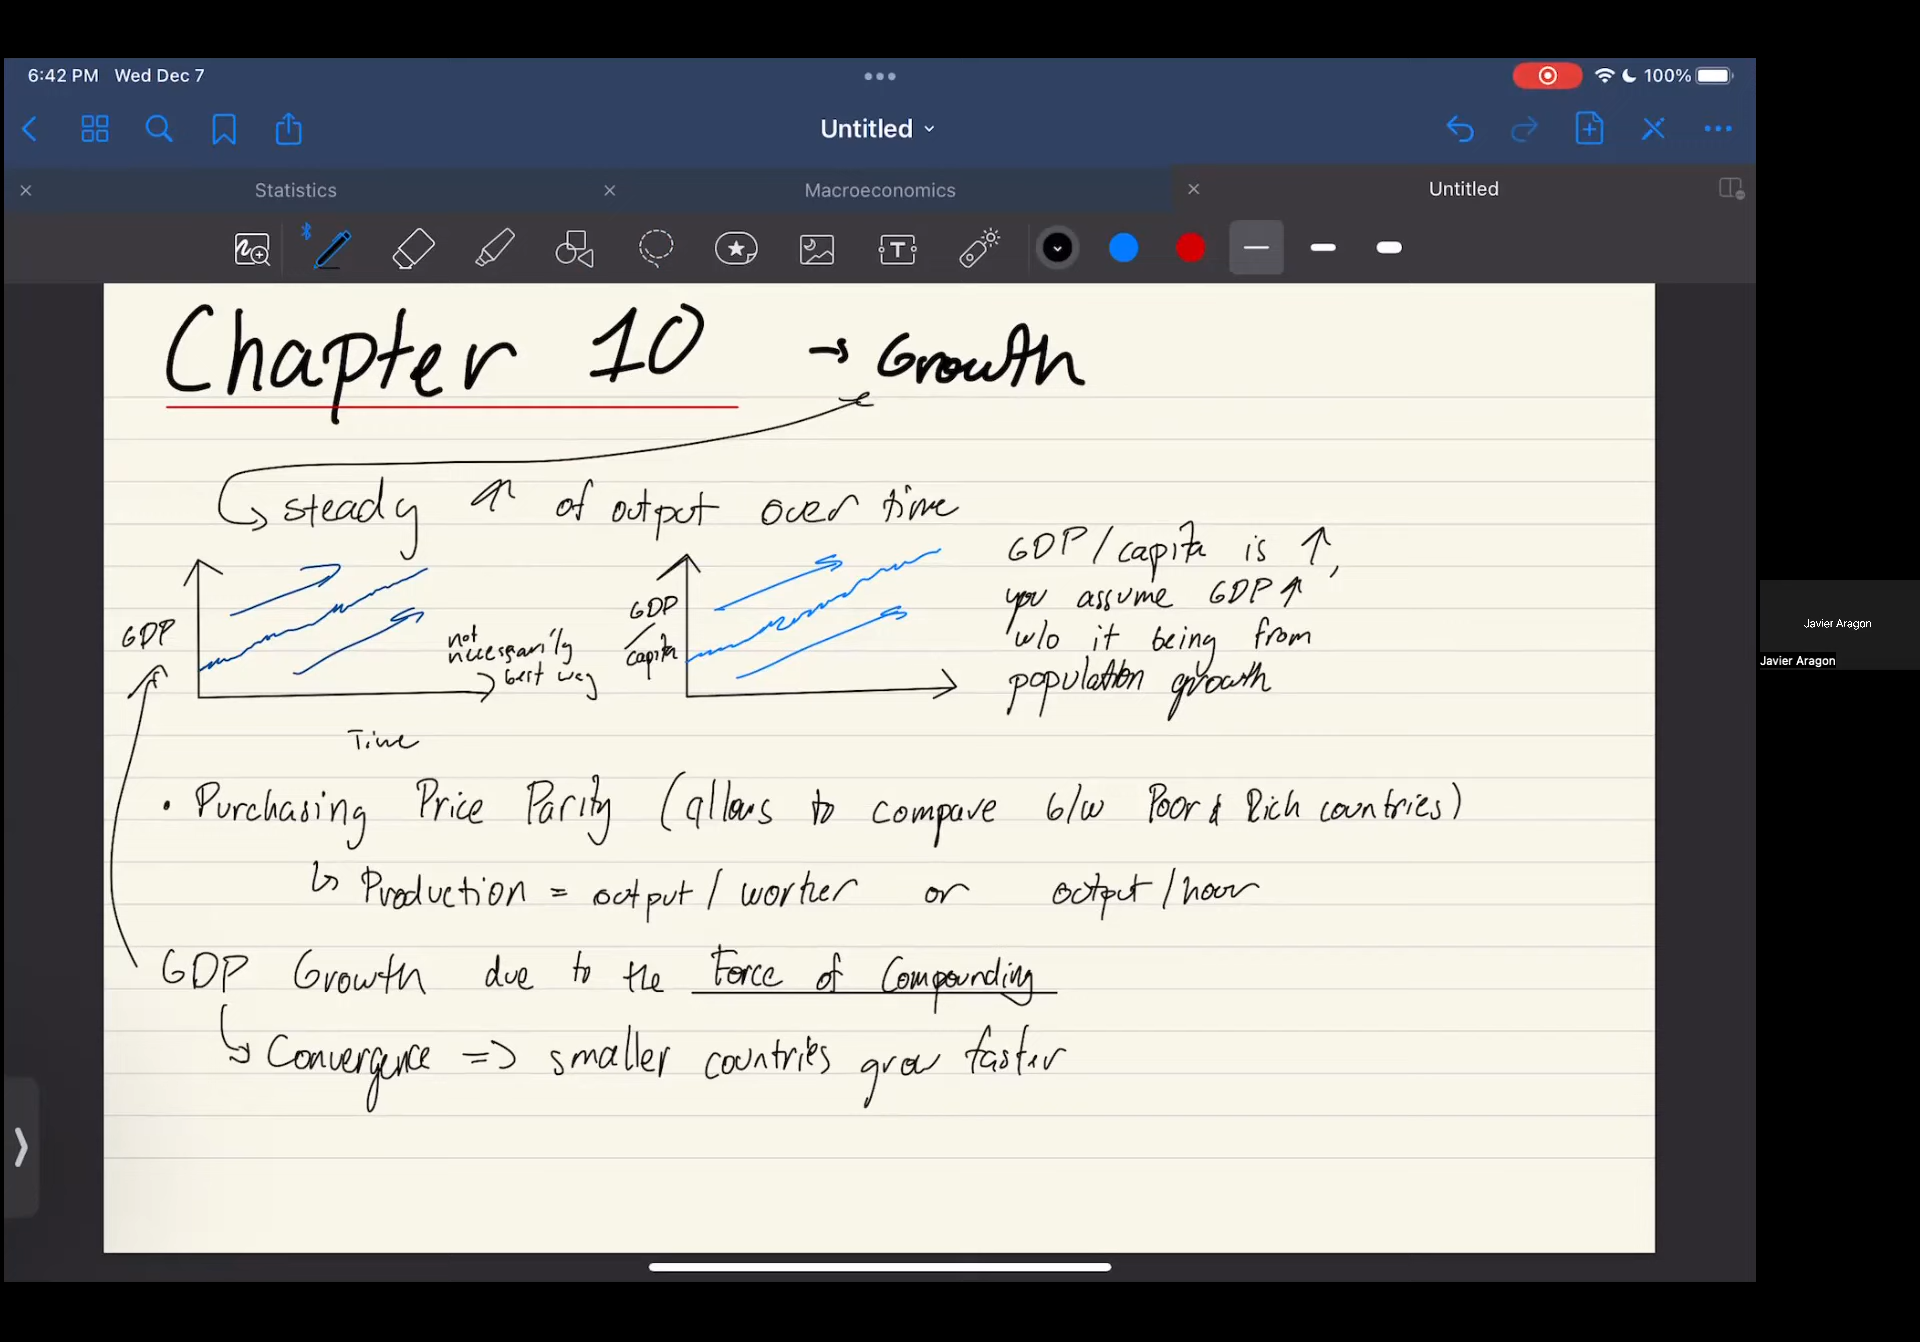 6:42 PM Wed Dec 7
100%
Untitled
Statistics
Macroeconomics
Untitled
Chapter 10 → Growth
↳ steady ↑ of output over time
GDP
not
necessarily
best way
Time
GDP
/
capita
GDP/capita is ↑,
you assume GDP ↑
w/o it being from
population growth
• Purchasing Price Parity (allows to compare b/w Poor & Rich countries)
↳ Production = output / worker or output / hour
GDP Growth due to the Force of Compounding
↳ Convergence => smaller countries grow faster
Javier Aragon
Javier Aragon